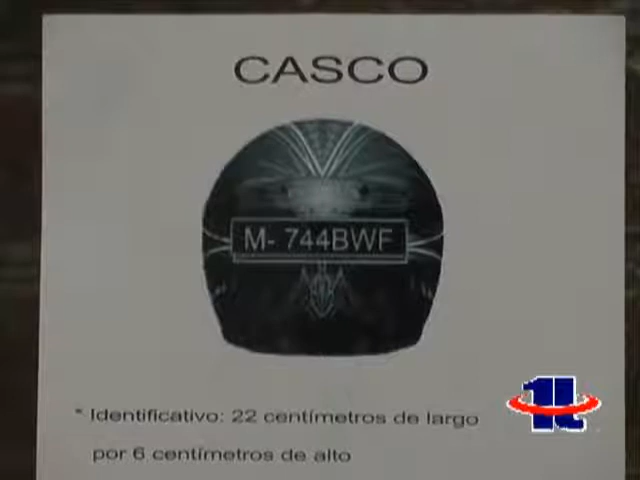 CASCO
M- 744BWF
* Identificativo: 22 centímetros de largo
por 6 centímetros de alto